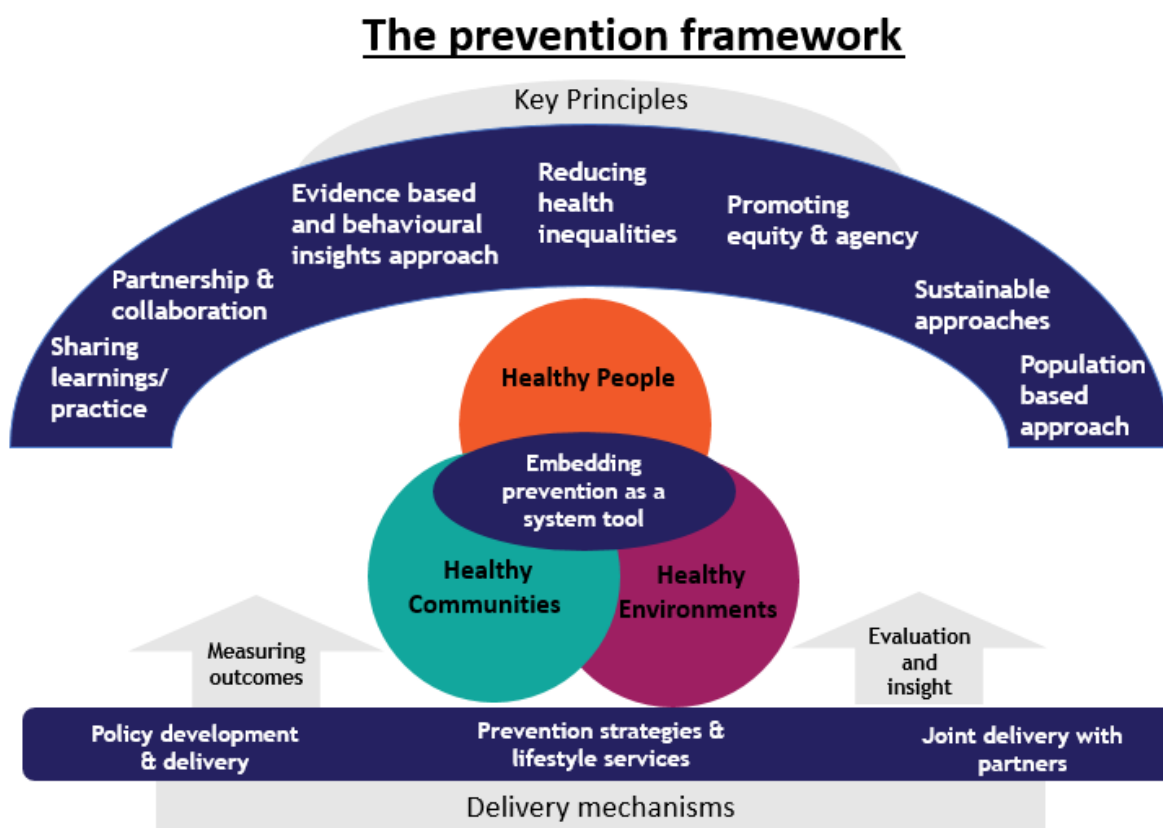 The prevention framework
Key Principles
Sharing
learnings/
practice
Partnership &
collaboration
Evidence based
and behavioural
insights approach
Reducing
health
inequalities
Promoting
equity & agency
Sustainable
approaches
Population
based
approach
Healthy People
Embedding
prevention as a
system tool
Healthy
Communities
Healthy
Environments
Measuring
outcomes
Evaluation
and
insight
Policy development
& delivery
Prevention strategies &
lifestyle services
Joint delivery with
partners
Delivery mechanisms